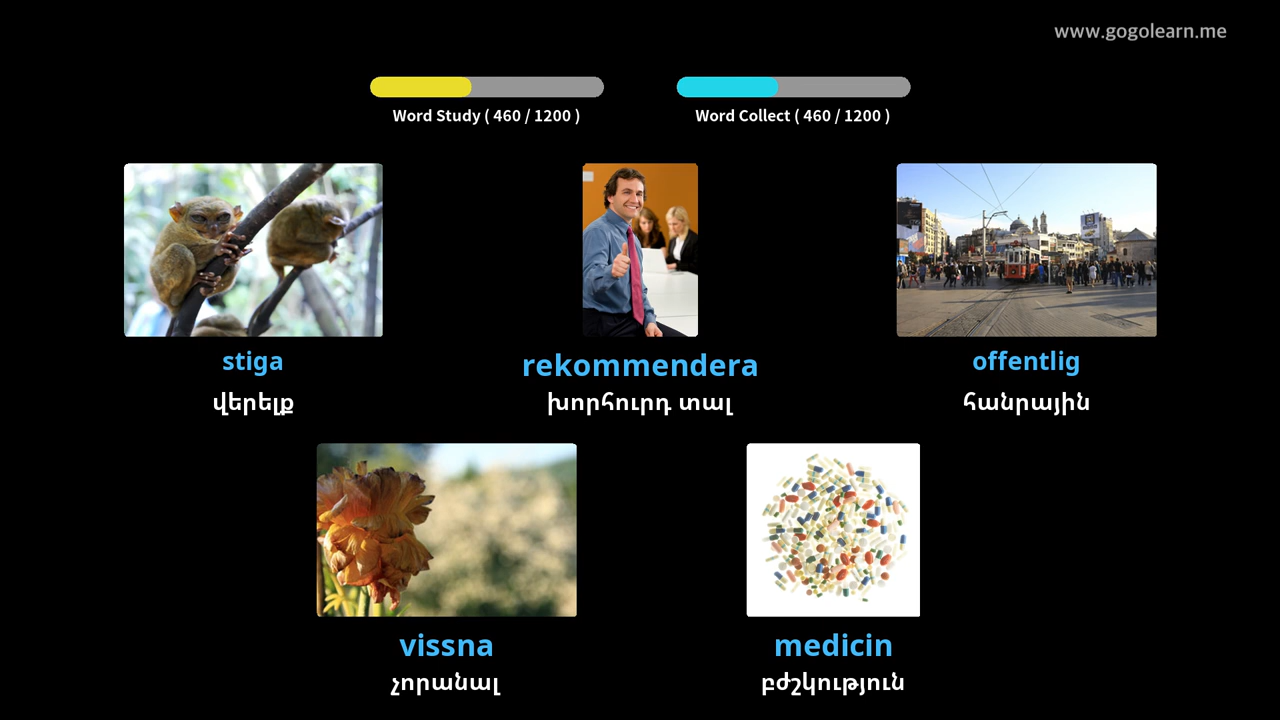 www.gogolearn.me
Word Study ( 460 / 1200 )
Word Collect ( 460 / 1200 )
stiga
վերելք
rekommendera
խորհուրդ տալ
offentlig
հանրային
vissna
չորանալ
medicin
բժշկություն